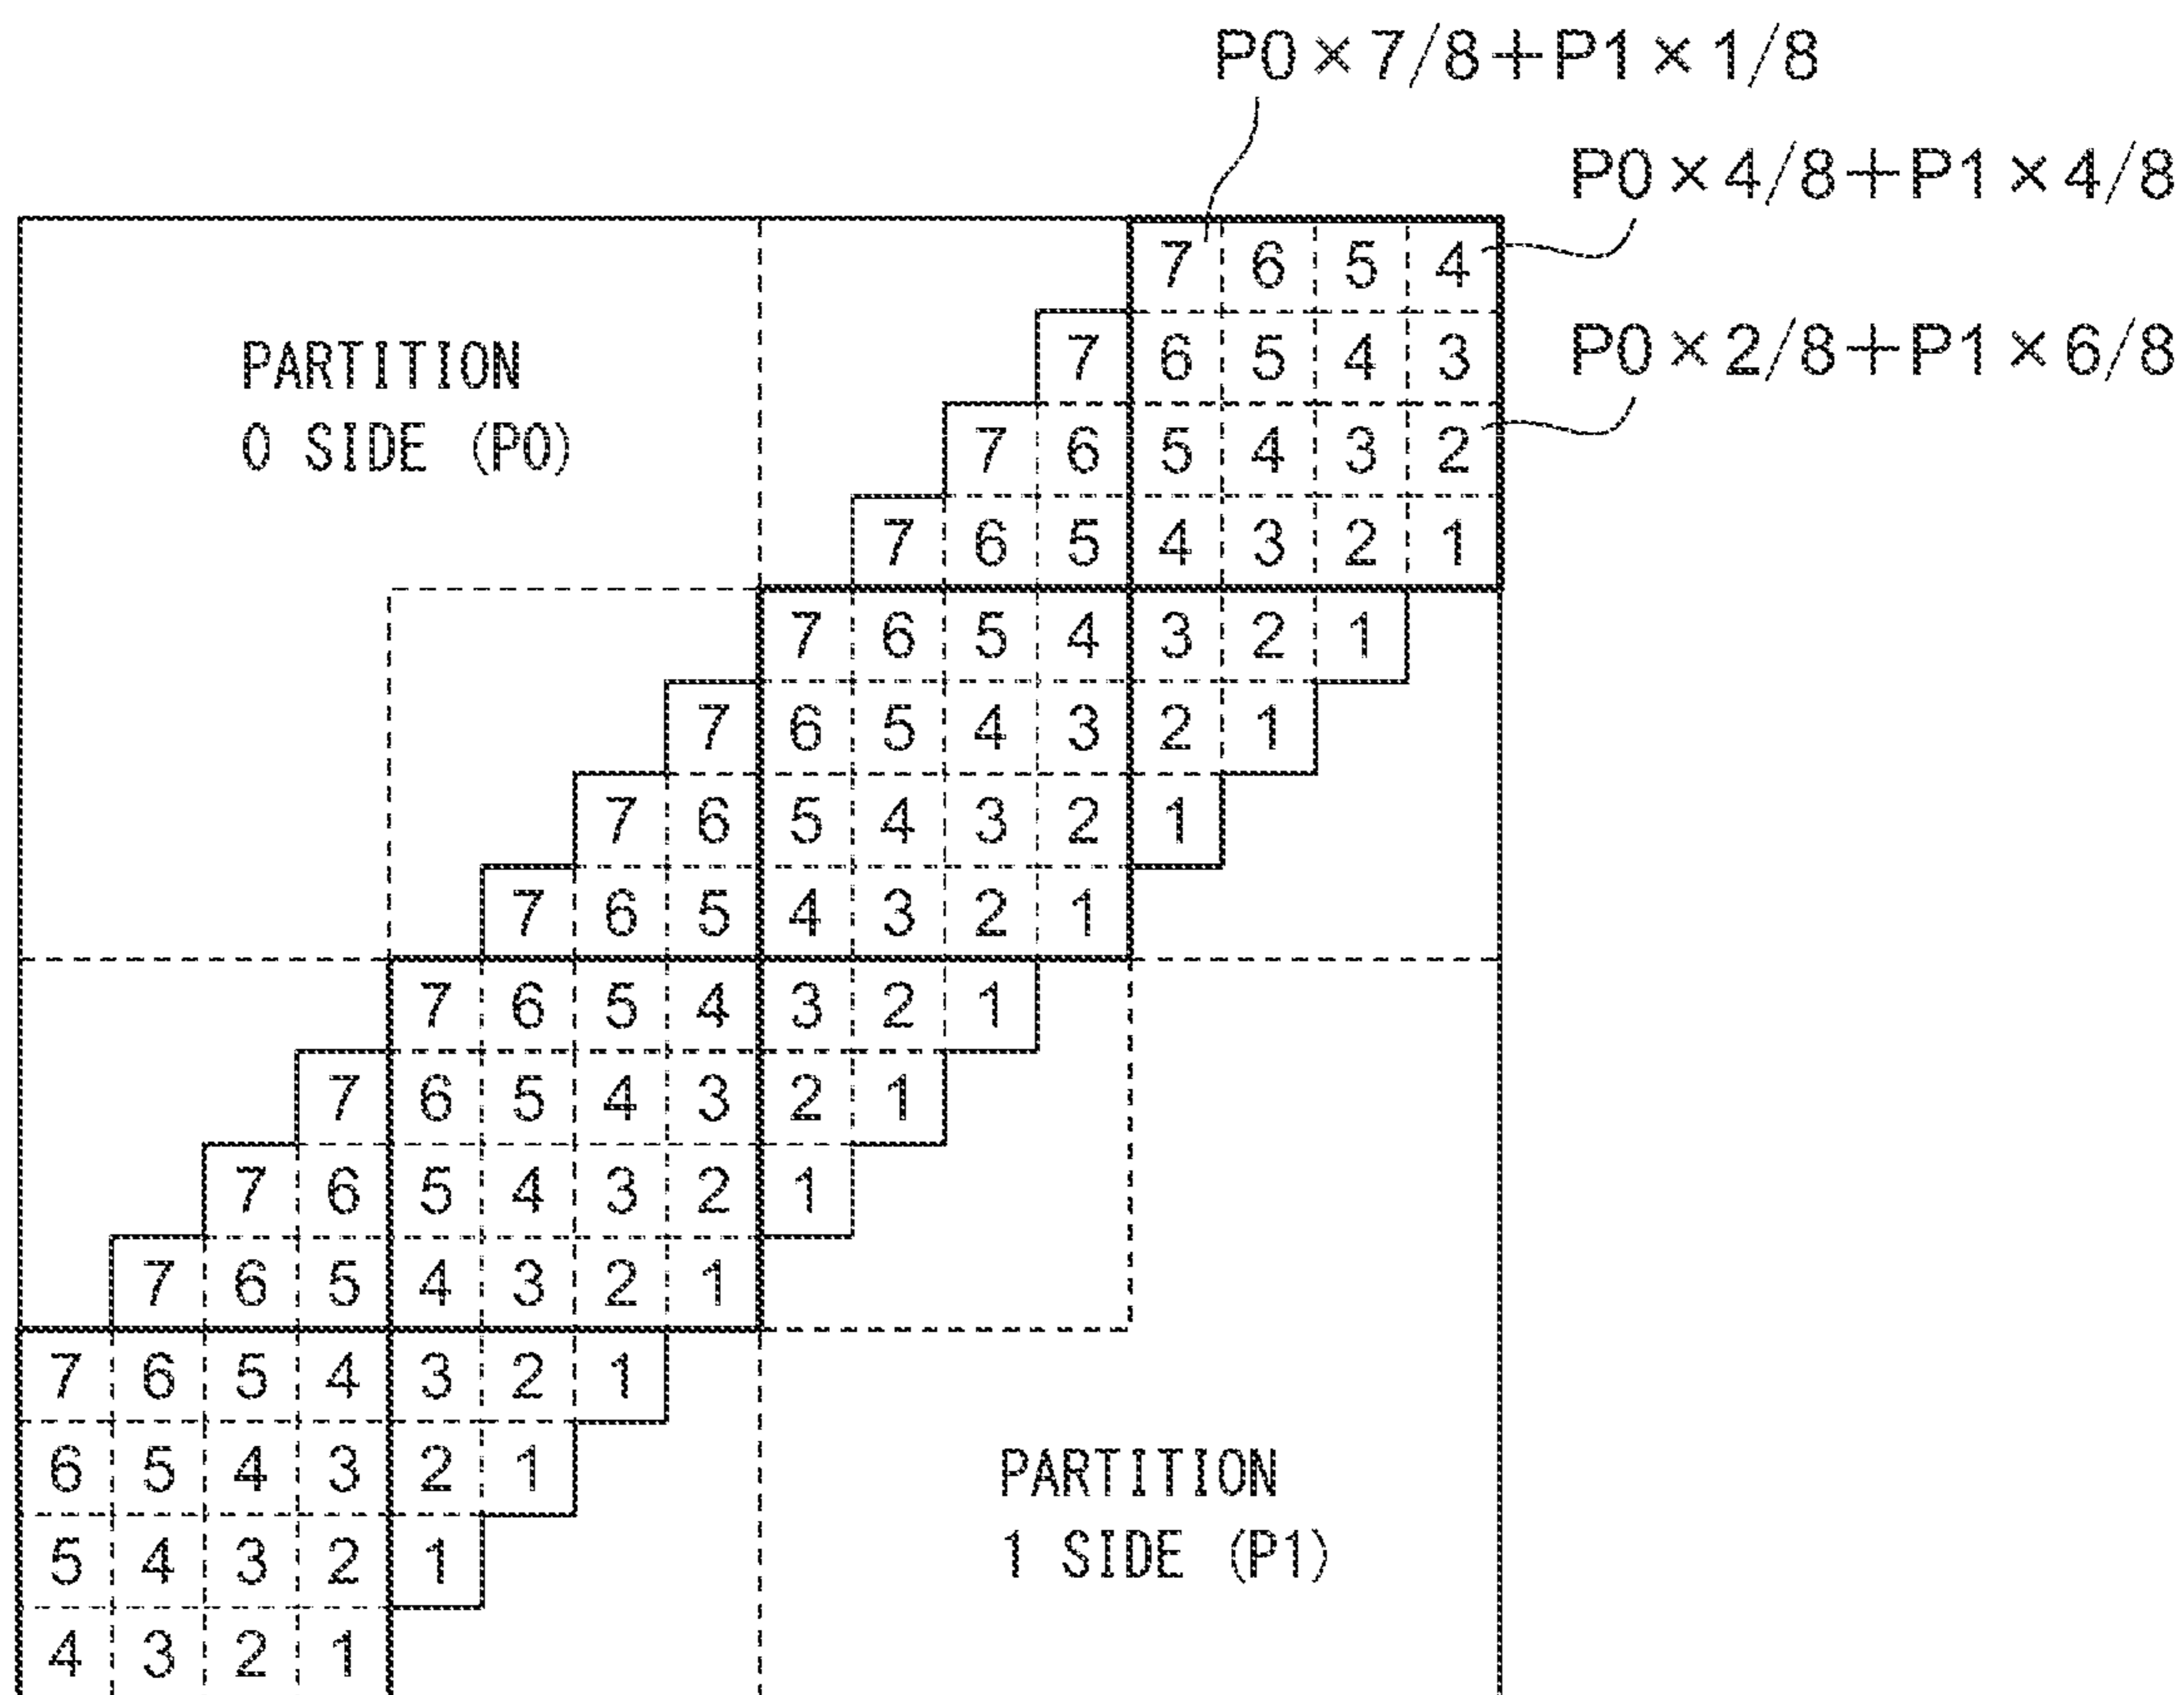 P0×7/8+P1×1/8
P0×4/8+P1×4/8
7 6 5 4
PARTITION
0 SIDE (P0)
7 6 5 4 3
P0×2/8+P1×6/8
7 6 5 4 3 2
7 6 5 4 3 2 1
7 6 5 4 3 2 1
7 6 5 4 3 2 1
7 6 5 4 3 2 1
7 6 5 4 3 2 1
7 6 5 4 3 2 1
7 6 5 4 3 2 1
7 6 5 4 3 2 1
7 6 5 4 3 2 1
7 6 5 4 3 2 1
6 5 4 3 2 1
5 4 3 2 1
4 3 2 1
PARTITION
1 SIDE (P1)